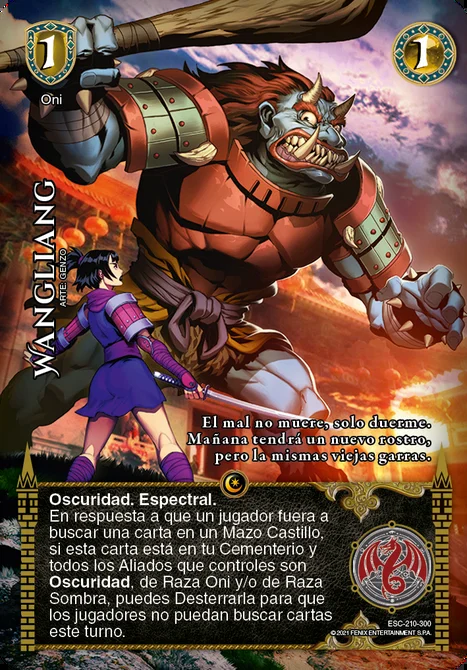 1
1
Oni
WANGLIANG
ARTE: GENZO
El mal no muere, solo duerme.
Mañana tendrá un nuevo rostro,
pero la mismas viejas garras.
Oscuridad. Espectral.
En respuesta a que un jugador fuera a
buscar una carta en un Mazo Castillo,
si esta carta está en tu Cementerio y
todos los Aliados que controles son
Oscuridad, de Raza Oni y/o de Raza
Sombra, puedes Desterrarla para que
los jugadores no puedan buscar cartas
este turno.
ESC-210-300
©2021 FENIX ENTERTAINMENT S.P.A.